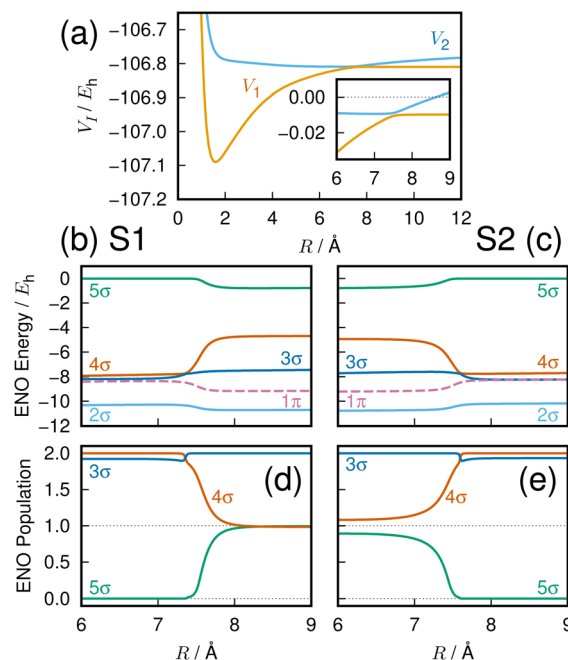 (a)
V_I / E_h
−106.7
−106.8
−106.9
−107.0
−107.1
−107.2
V_2
V_1
0.00
−0.02
6 7 8 9
0 2 4 6 8 10 12
R / Å
(b) S1
S2 (c)
ENO Energy / E_h
0
−2
−4
−6
−8
−10
−12
5σ
4σ
3σ
1π
2σ
5σ
3σ
4σ
1π
2σ
ENO Population
2.0
1.5
1.0
0.5
0.0
3σ
(d)
4σ
5σ
3σ
(e)
4σ
5σ
6 7 8 9
6 7 8 9
R / Å
R / Å